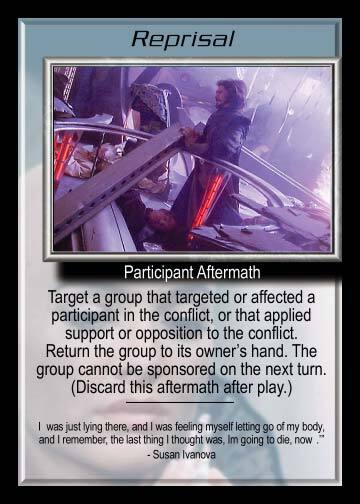 Reprisal
Participant Aftermath
Target a group that targeted or affected a
participant in the conflict, or that applied
support or opposition to the conflict.
Return the group to its owner's hand. The
group cannot be sponsored on the next turn.
(Discard this aftermath after play.)
I was just lying there, and I was feeling myself letting go of my body,
and I remember, the last thing I thought was, Im going to die, now .'"
- Susan Ivanova